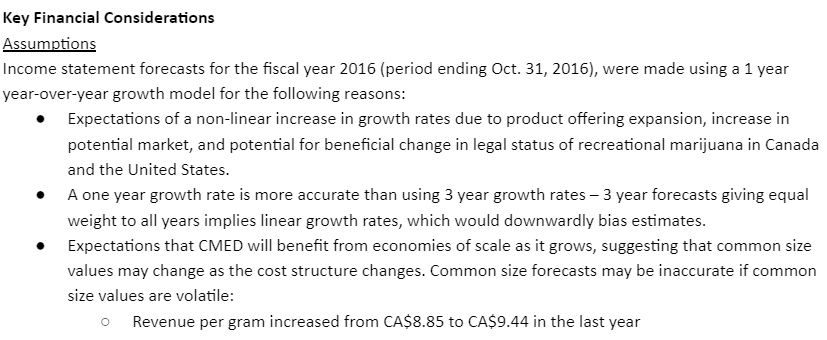 Key Financial Considerations
Assumptions
Income statement forecasts for the fiscal year 2016 (period ending Oct. 31, 2016), were made using a 1 year
year-over-year growth model for the following reasons:
● Expectations of a non-linear increase in growth rates due to product offering expansion, increase in
potential market, and potential for beneficial change in legal status of recreational marijuana in Canada
and the United States.
● A one year growth rate is more accurate than using 3 year growth rates – 3 year forecasts giving equal
weight to all years implies linear growth rates, which would downwardly bias estimates.
● Expectations that CMED will benefit from economies of scale as it grows, suggesting that common size
values may change as the cost structure changes. Common size forecasts may be inaccurate if common
size values are volatile:
○ Revenue per gram increased from CA$8.85 to CA$9.44 in the last year